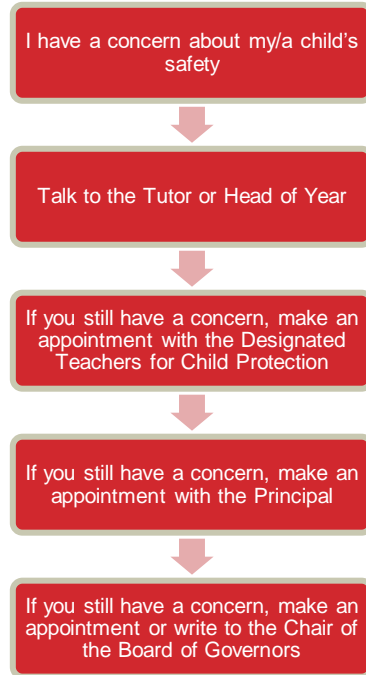 I have a concern about my/a child's
safety
Talk to the Tutor or Head of Year
If you still have a concern, make an
appointment with the Designated
Teachers for Child Protection
If you still have a concern, make an
appointment with the Principal
If you still have a concern, make an
appointment or write to the Chair of
the Board of Governors